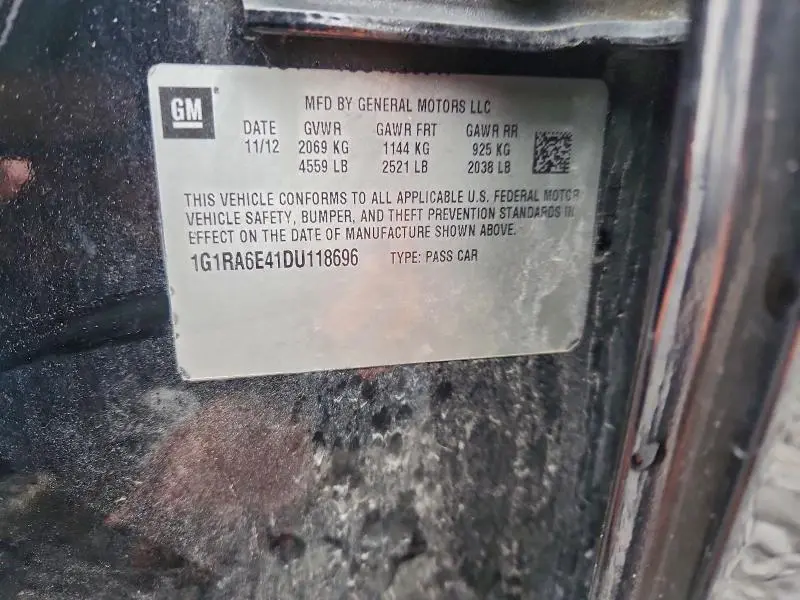 GM
MFD BY GENERAL MOTORS LLC
DATE GVWR GAWR FRT GAWR RR
11/12 2069 KG 1144 KG 925 KG
4559 LB 2521 LB 2038 LB
THIS VEHICLE CONFORMS TO ALL APPLICABLE U.S. FEDERAL MOTOR
VEHICLE SAFETY, BUMPER, AND THEFT PREVENTION STANDARDS IN
EFFECT ON THE DATE OF MANUFACTURE SHOWN ABOVE.
1G1RA6E41DU118696 TYPE: PASS CAR